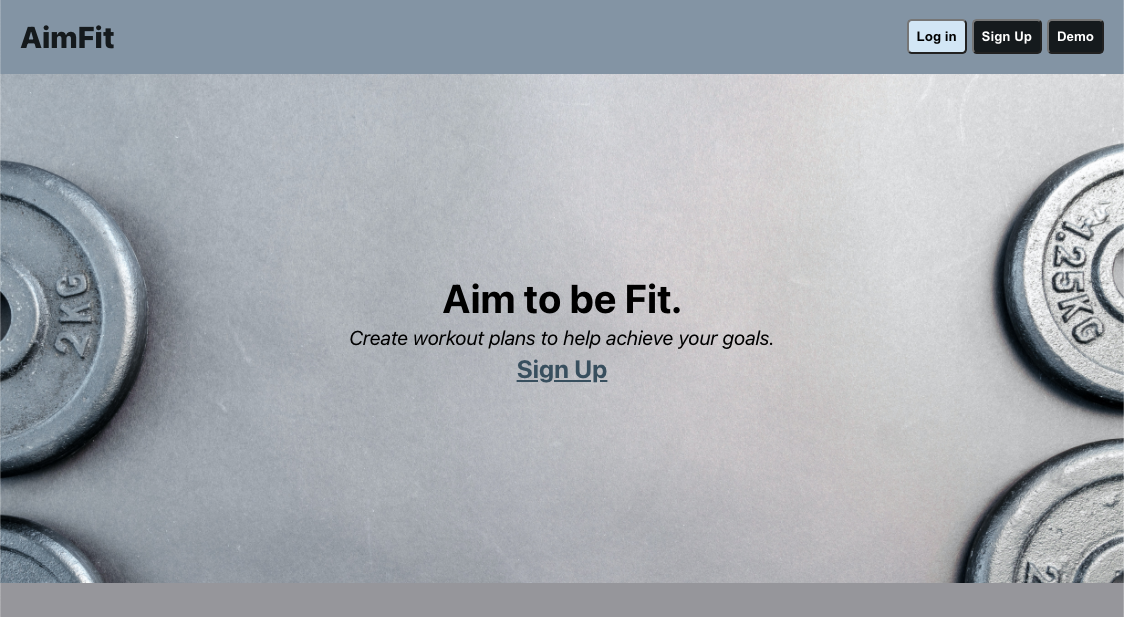 AimFit
Log in
Sign Up
Demo
Aim to be Fit.
Create workout plans to help achieve your goals.
Sign Up
2KG
1.25KG
2